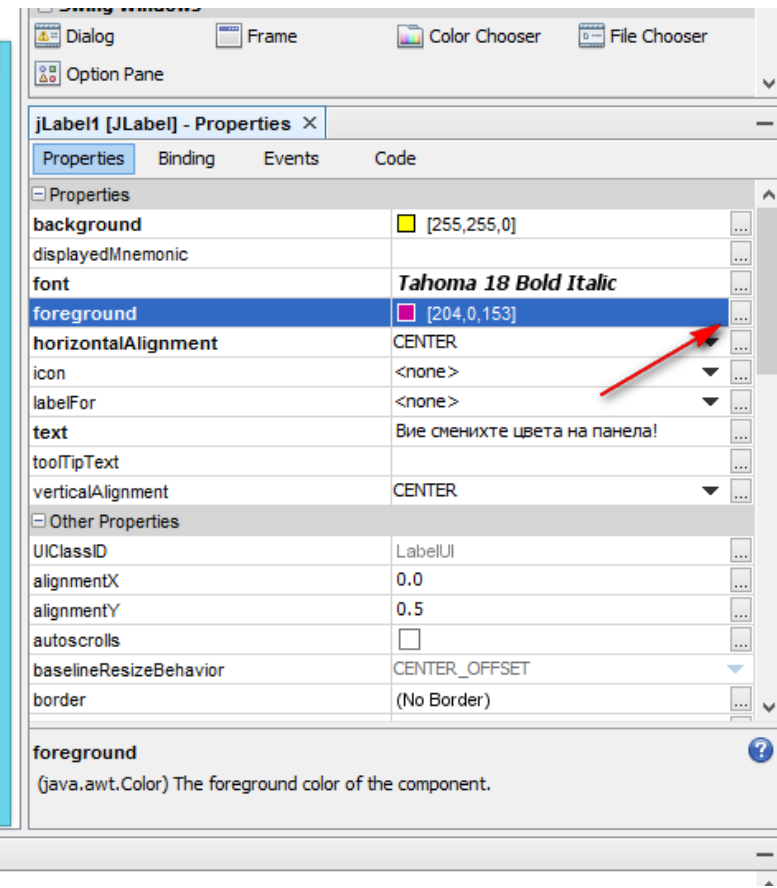 Swing Windows
Dialog Frame Color Chooser File Chooser
Option Pane
jLabel1 [JLabel] - Properties ×
Properties Binding Events Code
Properties
background [255,255,0] ...
displayedMnemonic ...
font Tahoma 18 Bold Italic ...
foreground [204,0,153] ...
horizontalAlignment CENTER ...
icon <none> ...
labelFor <none> ...
text Вие сменихте цвета на панела! ...
toolTipText ...
verticalAlignment CENTER ...
Other Properties
UIClassID LabelUI ...
alignmentX 0.0 ...
alignmentY 0.5 ...
autoscrolls ...
baselineResizeBehavior CENTER_OFFSET
border (No Border) ...
foreground ?
(java.awt.Color) The foreground color of the component.